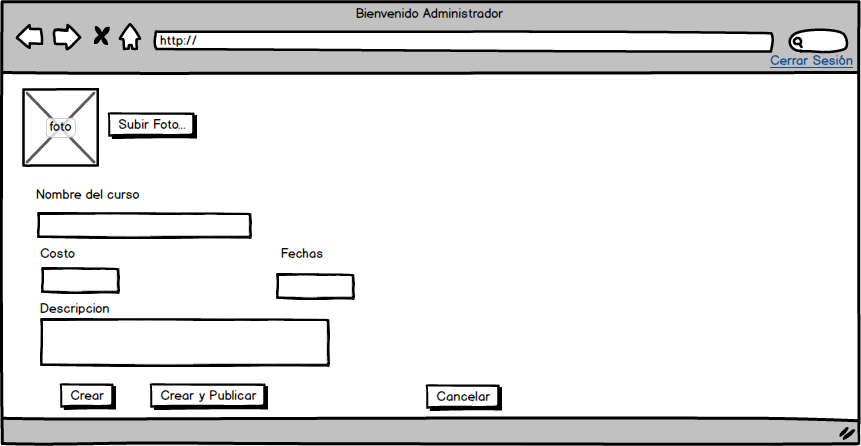 Bienvenido Administrador
http://
Cerrar Sesión
foto
Subir Foto...
Nombre del curso
Costo
Fechas
Descripcion
Crear
Crear y Publicar
Cancelar